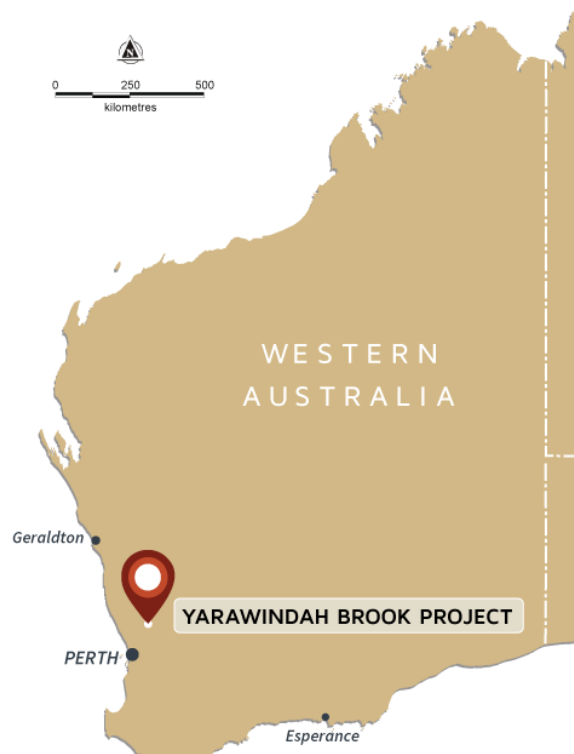 N
0 250 500
kilometres
WESTERN
AUSTRALIA
Geraldton
YARAWINDAH BROOK PROJECT
PERTH
Esperance